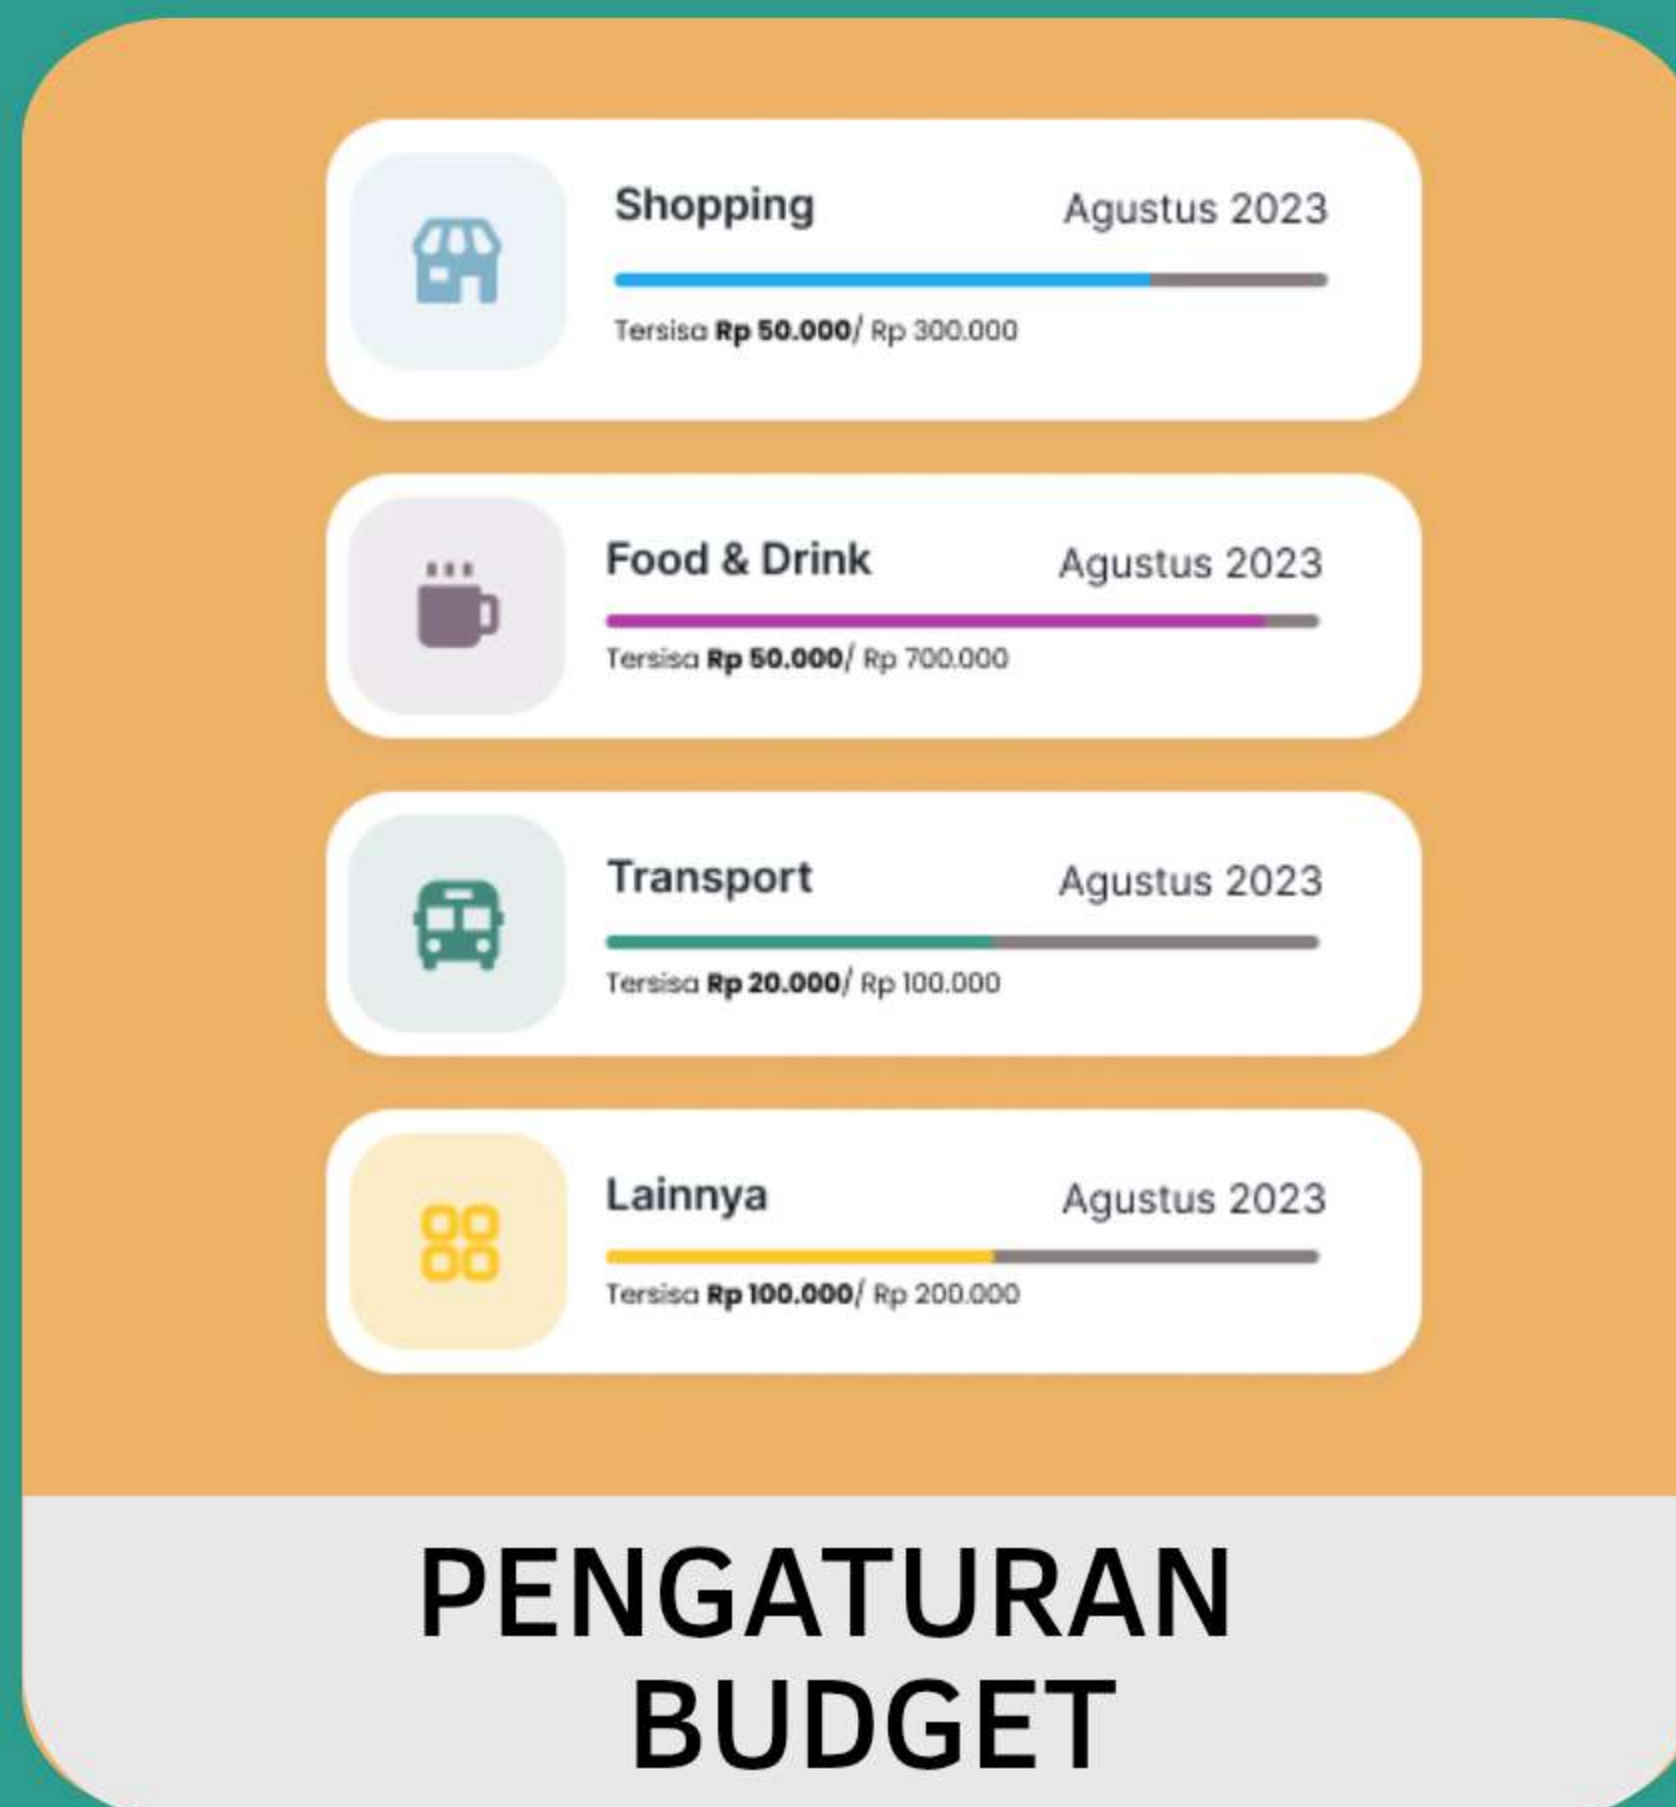 Shopping Agustus 2023
Tersisa Rp 50.000/ Rp 300.000
Food & Drink Agustus 2023
Tersisa Rp 50.000/ Rp 700.000
Transport Agustus 2023
Tersisa Rp 20.000/ Rp 100.000
Lainnya Agustus 2023
Tersisa Rp 100.000/ Rp 200.000
PENGATURAN
BUDGET